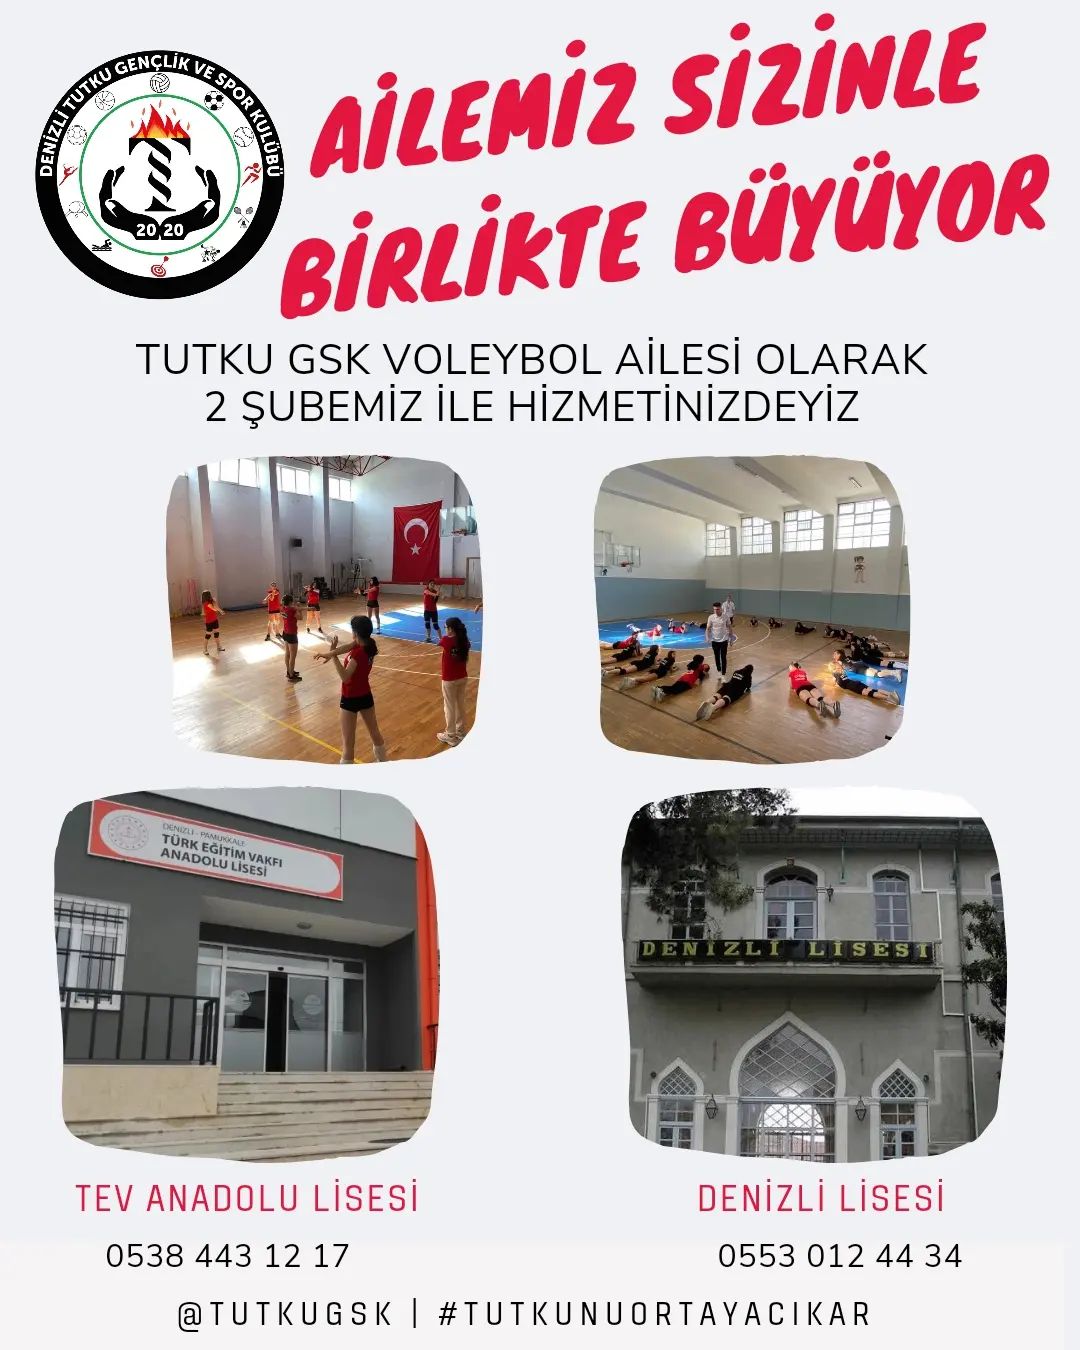 DENİZLİ TUTKU GENÇLİK VE SPOR KULÜBÜ
2020
AİLEMİZ SİZİNLE
BİRLİKTE BÜYÜYOR
TUTKU GSK VOLEYBOL AİLESİ OLARAK
2 ŞUBEMİZ İLE HİZMETİNİZDEYİZ
DENİZLİ - PAMUKKALE
TÜRK EĞİTİM VAKFI
ANADOLU LİSESİ
DENİZLİ LİSESİ
TEV ANADOLU LİSESİ
DENİZLİ LİSESİ
0538 443 12 17
0553 012 44 34
@TUTKUGSK | #TUTKUNUORTAYACIKAR